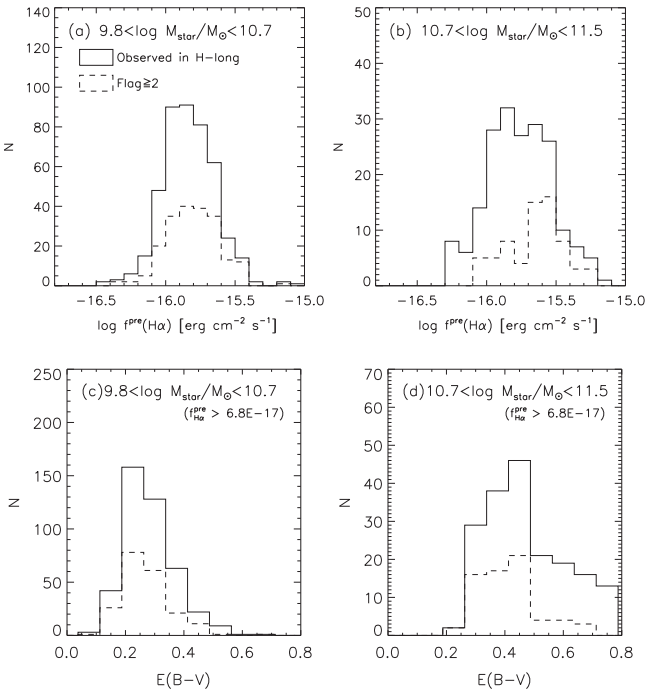 (a) 9.8<log M_star/M_⊙<10.7
Observed in H-long
Flag≧2
N
140
120
100
80
60
40
20
0
−16.5 −16.0 −15.5 −15.0
log f^pre(Hα) [erg cm^−2 s^−1]
(b) 10.7<log M_star/M_⊙<11.5
N
50
40
30
20
10
0
−16.5 −16.0 −15.5 −15.0
log f^pre(Hα) [erg cm^−2 s^−1]
(c)9.8<log M_star/M_⊙<10.7
(f^pre_Hα > 6.8E−17)
N
250
200
150
100
50
0
0.0 0.2 0.4 0.6 0.8
E(B−V)
(d)10.7<log M_star/M_⊙<11.5
(f^pre_Hα > 6.8E−17)
N
70
60
50
40
30
20
10
0
0.0 0.2 0.4 0.6 0.8
E(B−V)